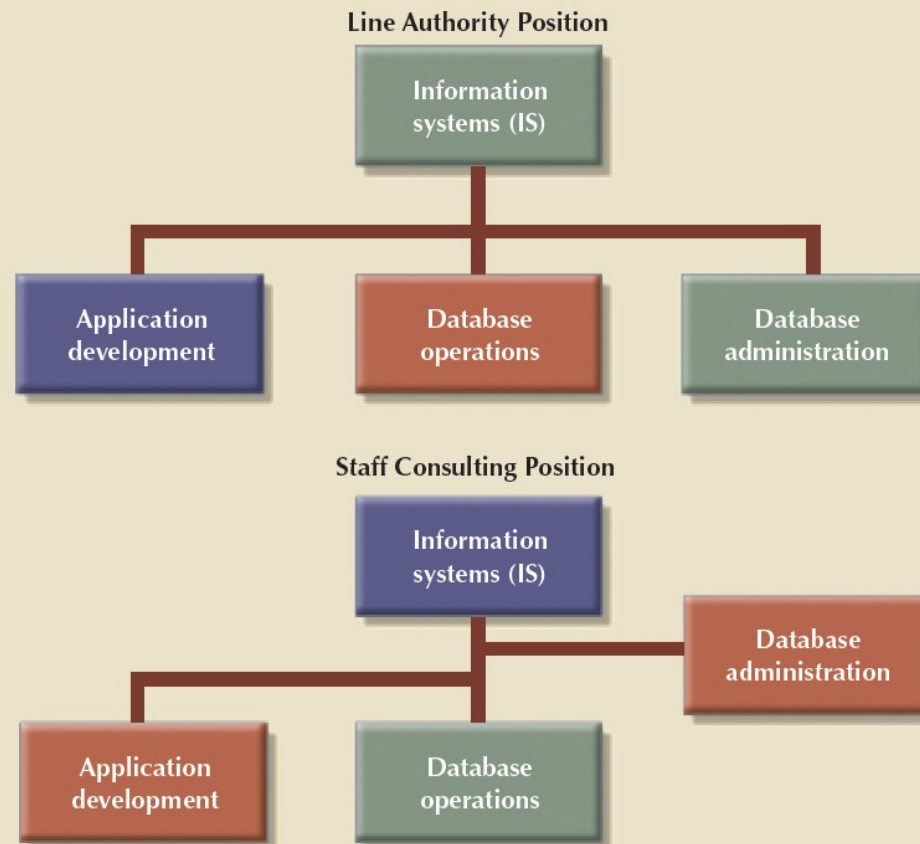 Line Authority Position
Information
systems (IS)
Application
development
Database
operations
Database
administration
Staff Consulting Position
Information
systems (IS)
Database
administration
Application
development
Database
operations